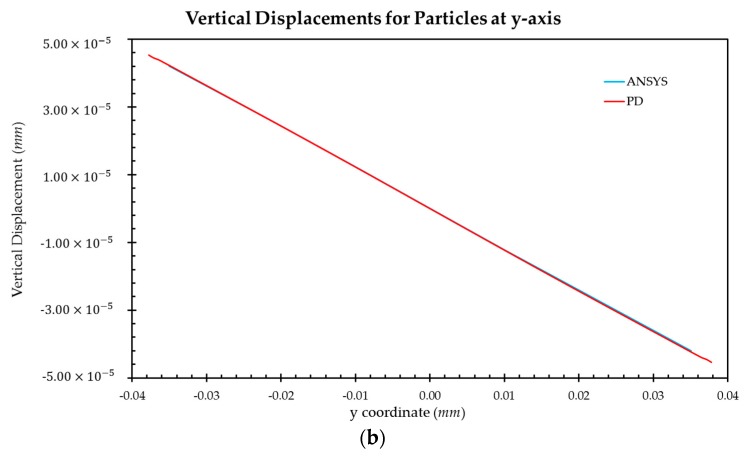 Vertical Displacements for Particles at y-axis
5.00 × 10⁻⁵
3.00 × 10⁻⁵
1.00 × 10⁻⁵
-1.00 × 10⁻⁵
-3.00 × 10⁻⁵
-5.00 × 10⁻⁵
Vertical Displacement (mm)
ANSYS
PD
-0.04 -0.03 -0.02 -0.01 0.00 0.01 0.02 0.03 0.04
y coordinate (mm)
(b)